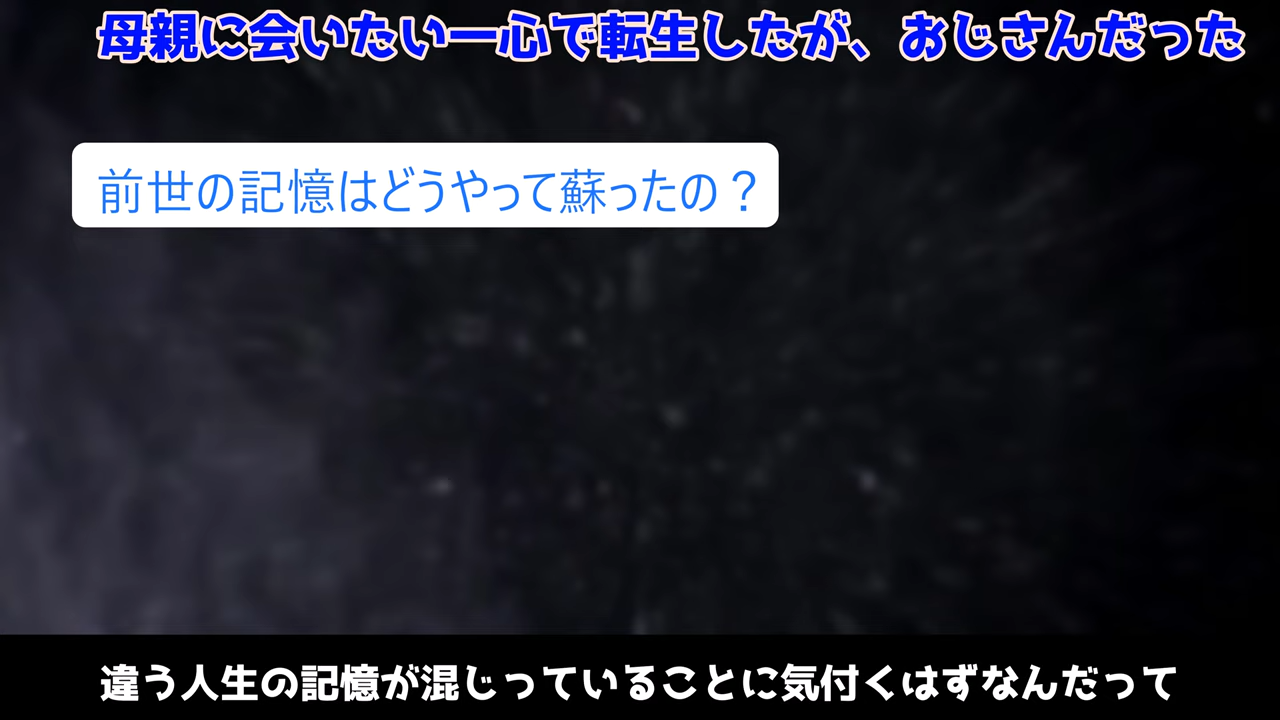 母親に会いたい一心で転生したが、おじさんだった
前世の記憶はどうやって蘇ったの？
違う人生の記憶が混じっていることに気付くはずなんだって